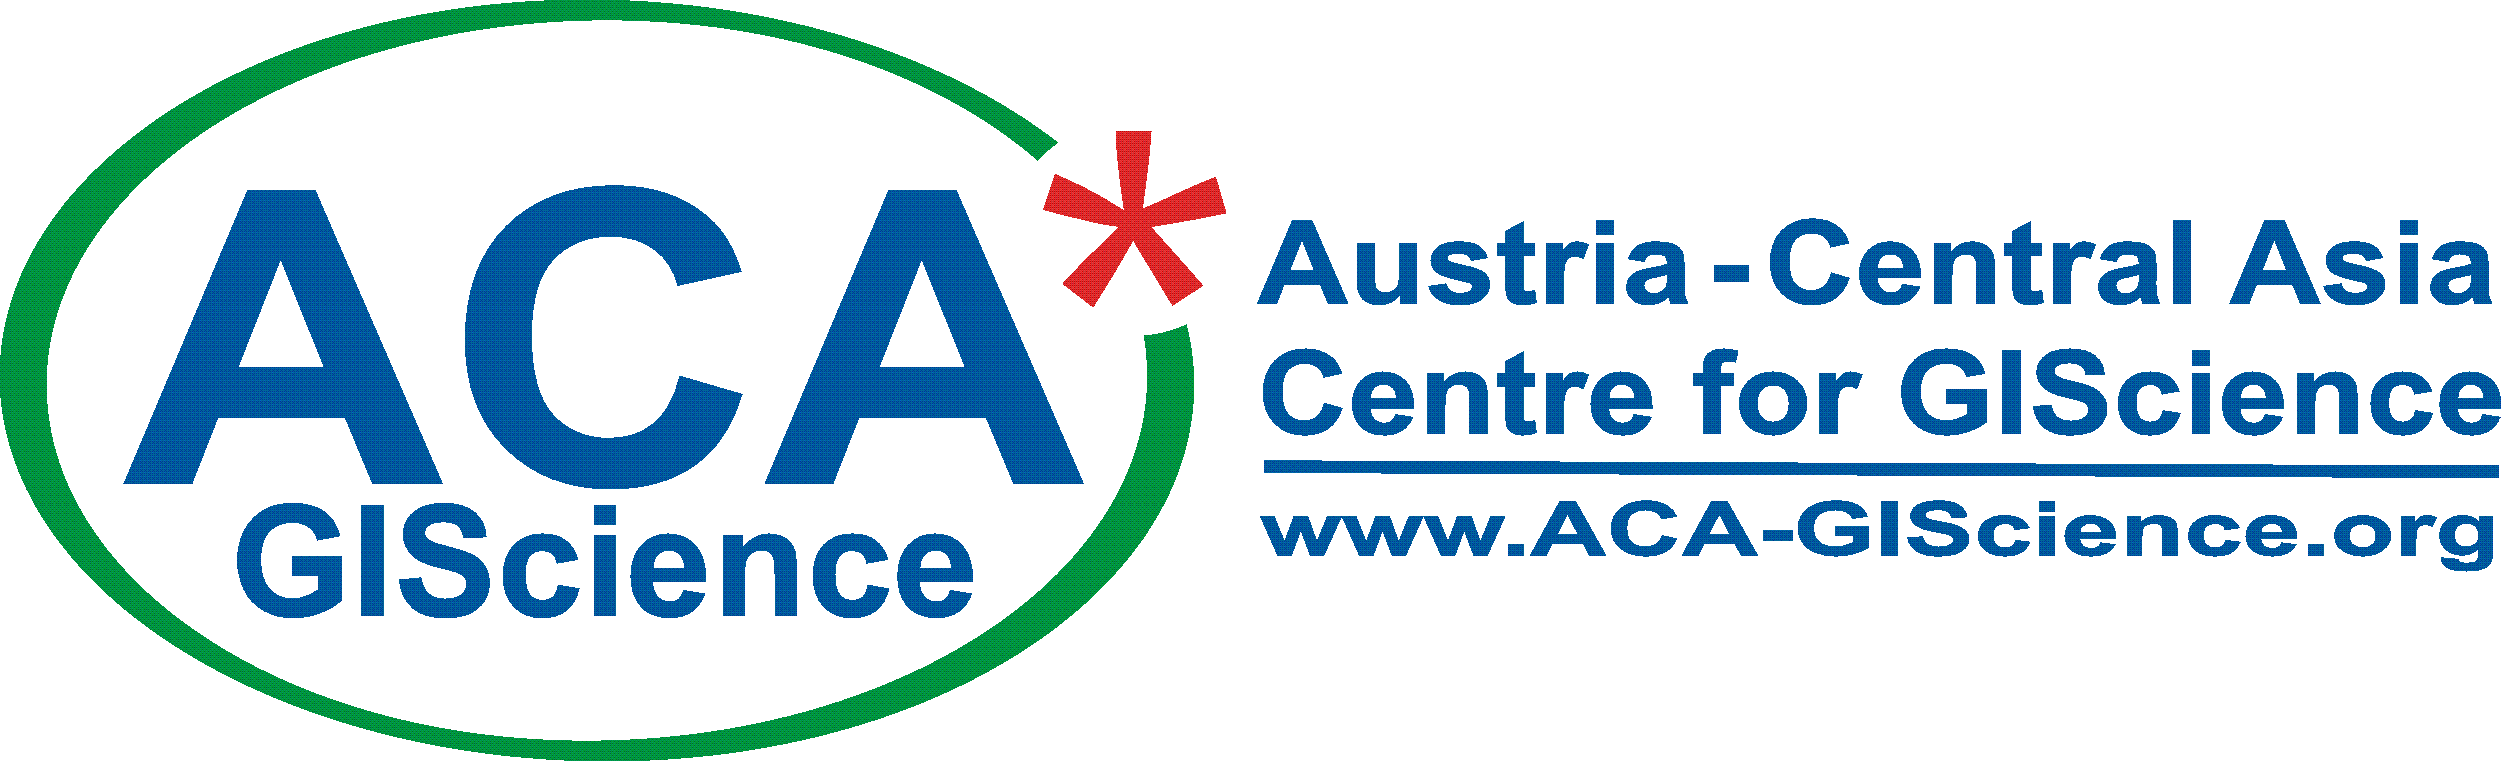 ACA*
GIScience
Austria-Central Asia
Centre for GIScience
www.ACA-GIScience.org